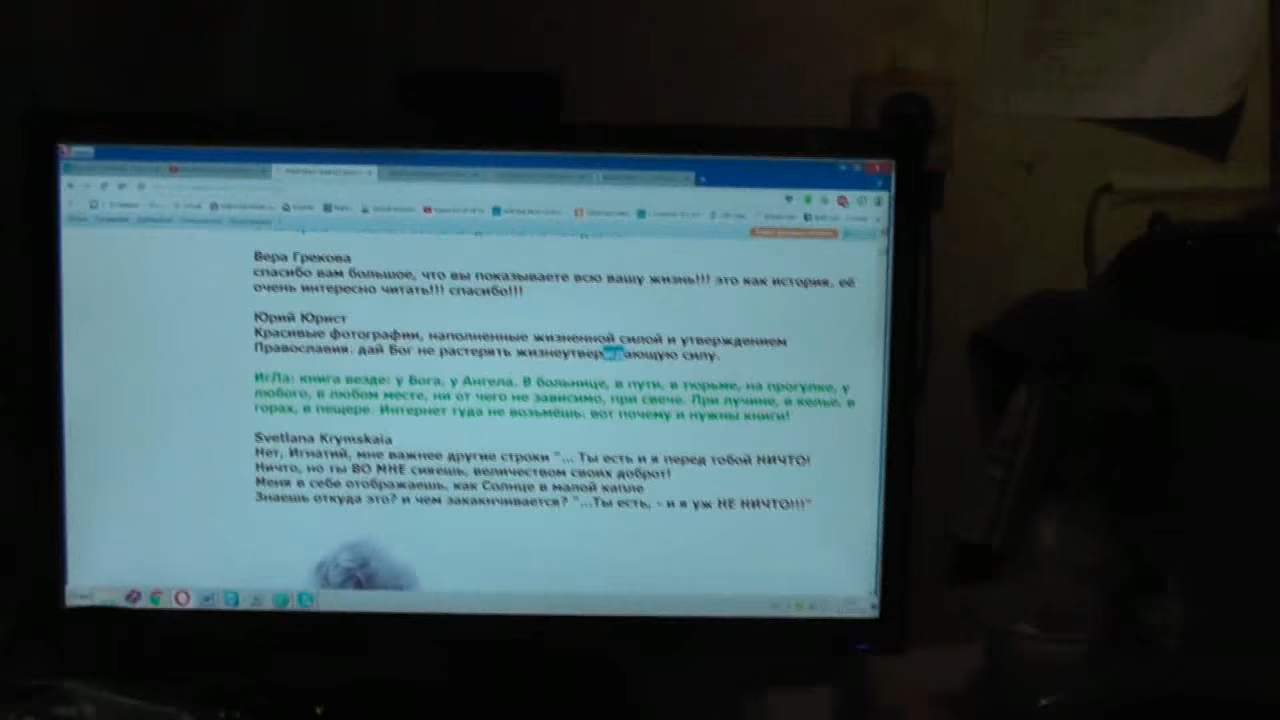 Вера Грекова
спасибо вам большое, что вы показываете всю вашу жизнь!!! это как история, её
очень интересно читать!!! спасибо!!!
Юрий Юрист
Красивые фотографии, наполненные жизненной силой и утверждением
Православия. дай Бог не растерять жизнеутверждающую силу.
ИгЛа: книга везде: у Бога, у Ангела. В больнице, в пути, в тюрьме, на прогулке, у
любого, в любом месте, ни от чего не зависимо, при свече. При лучине, в келье, в
горах, в пещере. Интернет туда не возьмёшь. вот почему и нужны книги!
Svetlana Krymskaia
Нет, Игнатий, мне важнее другие строки "... Ты есть и я перед тобой НИЧТО!
Ничто, но ты ВО МНЕ сияешь, величеством своих доброт!
Меня в себе отображаешь, как Солнце в малой капле
Знаешь откуда это? и чем заканчивается? "...Ты есть, - и я уж НЕ НИЧТО!!!"